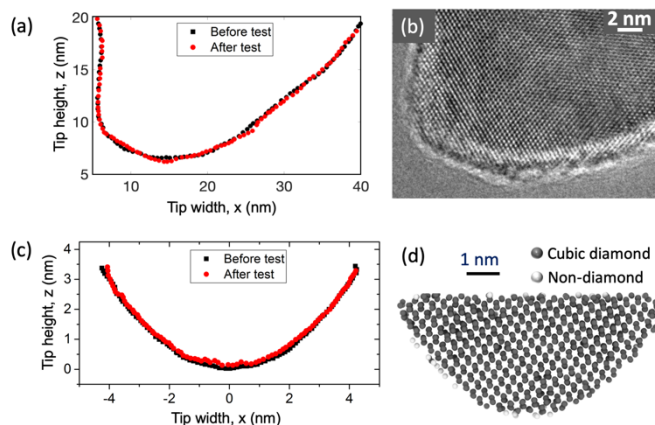 (a)
20
15
10
5
Tip height, z (nm)
Before test
After test
10 20 30 40
Tip width, x (nm)
(b)
2 nm
(c)
4
3
2
1
0
Tip height, z (nm)
Before test
After test
-4 -2 0 2 4
Tip width, x (nm)
(d)
1 nm
Cubic diamond
Non-diamond